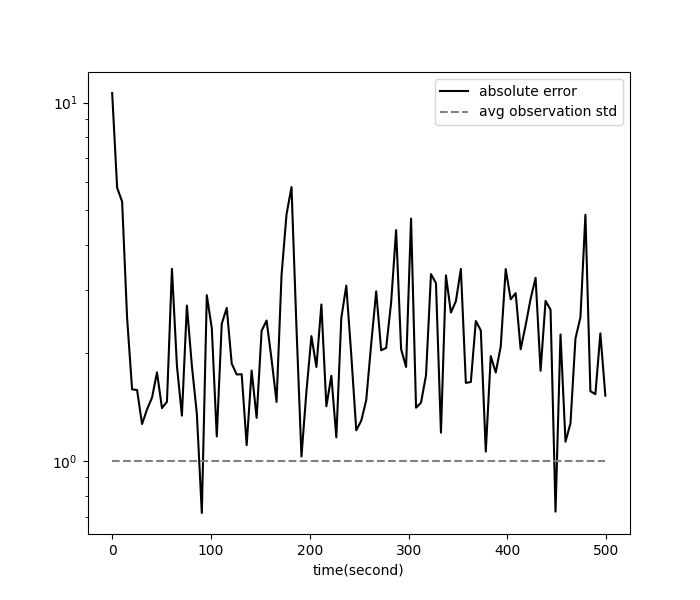 absolute error
avg observation std
10¹
10⁰
0 100 200 300 400 500
time(second)